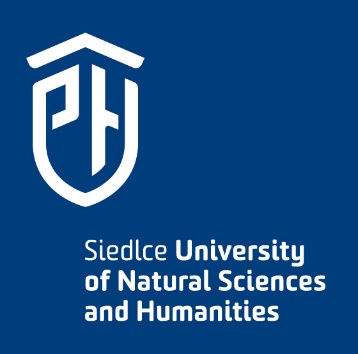 Siedlce University
of Natural Sciences
and Humanities